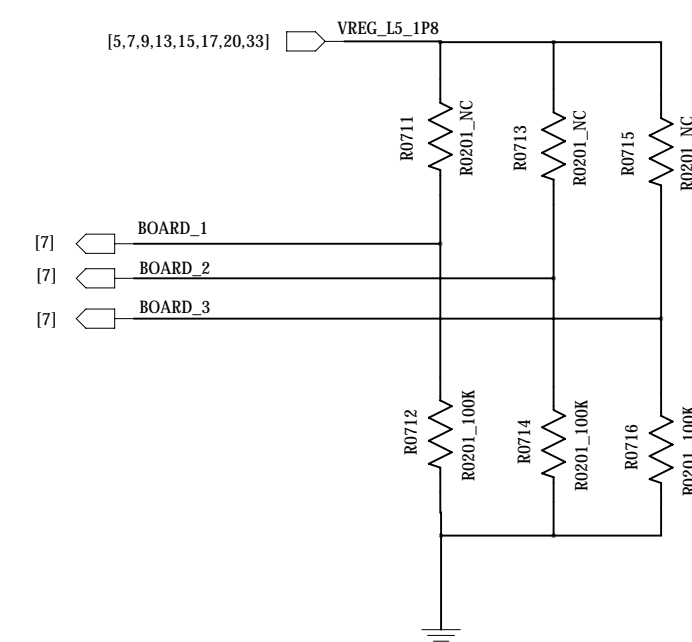 [5,7,9,13,15,17,20,33]
VREG_L5_1P8
R0711
R0201_NC
R0713
R0201_NC
R0715
R0201_NC
[7]
BOARD_1
[7]
BOARD_2
[7]
BOARD_3
R0712
R0201_100K
R0714
R0201_100K
R0716
R0201_100K